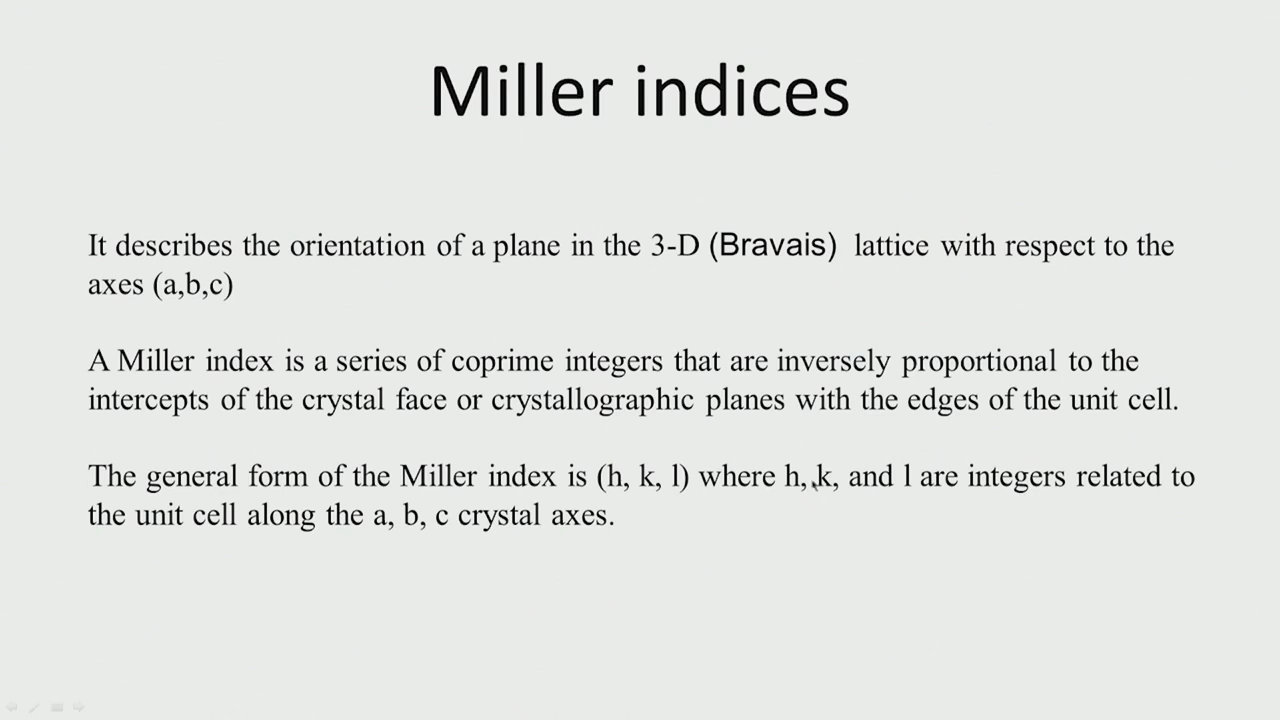 Miller indices
It describes the orientation of a plane in the 3-D (Bravais) lattice with respect to the
axes (a,b,c)
A Miller index is a series of coprime integers that are inversely proportional to the
intercepts of the crystal face or crystallographic planes with the edges of the unit cell.
The general form of the Miller index is (h, k, l) where h, k, and l are integers related to
the unit cell along the a, b, c crystal axes.